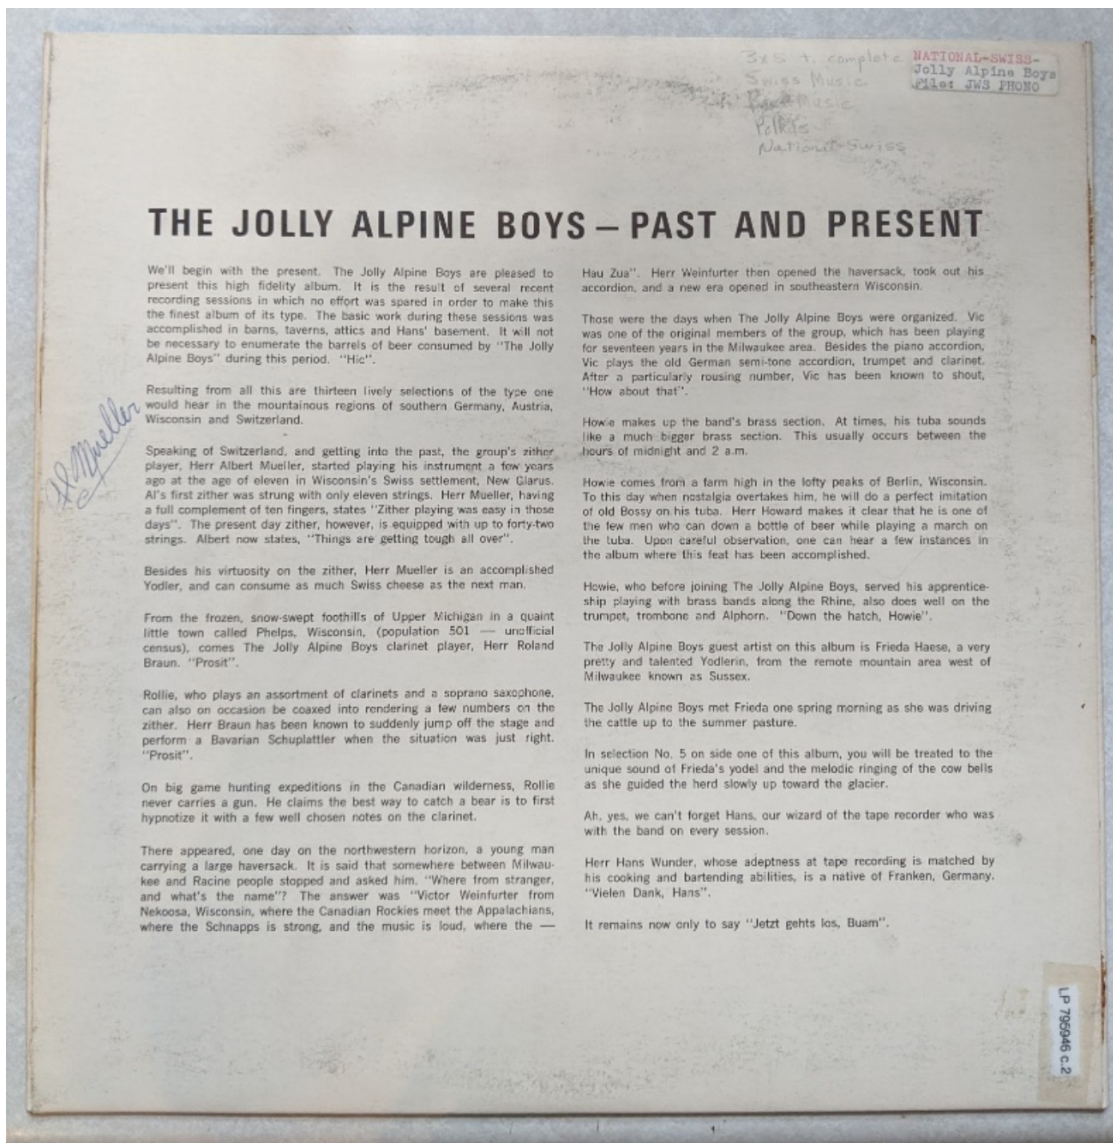 3x5 t. complete
Swiss Music
Music
Polkas
National-Swiss
NATIONAL-SWISS-
Jolly Alpine Boys
File: JWS PHONO
THE JOLLY ALPINE BOYS — PAST AND PRESENT
We'll begin with the present. The Jolly Alpine Boys are pleased to
present this high fidelity album. It is the result of several recent
recording sessions in which no effort was spared in order to make this
the finest album of its type. The basic work during these sessions was
accomplished in barns, taverns, attics and Hans' basement. It will not
be necessary to enumerate the barrels of beer consumed by "The Jolly
Alpine Boys" during this period. "Hic".
Resulting from all this are thirteen lively selections of the type one
would hear in the mountainous regions of southern Germany, Austria,
Wisconsin and Switzerland.
Speaking of Switzerland, and getting into the past, the group's zither
player, Herr Albert Mueller, started playing his instrument a few years
ago at the age of eleven in Wisconsin's Swiss settlement, New Glarus.
Al's first zither was strung with only eleven strings. Herr Mueller, having
a full complement of ten fingers, states "Zither playing was easy in those
days". The present day zither, however, is equipped with up to forty-two
strings. Albert now states, "Things are getting tough all over".
Besides his virtuosity on the zither, Herr Mueller is an accomplished
Yodler, and can consume as much Swiss cheese as the next man.
From the frozen, snow-swept foothills of Upper Michigan in a quaint
little town called Phelps, Wisconsin, (population 501 — unofficial
census), comes The Jolly Alpine Boys clarinet player, Herr Roland
Braun. "Prosit".
Rollie, who plays an assortment of clarinets and a soprano saxophone,
can also on occasion be coaxed into rendering a few numbers on the
zither. Herr Braun has been known to suddenly jump off the stage and
perform a Bavarian Schuplattler when the situation was just right.
"Prosit".
On big game hunting expeditions in the Canadian wilderness, Rollie
never carries a gun. He claims the best way to catch a bear is to first
hypnotize it with a few well chosen notes on the clarinet.
There appeared, one day on the northwestern horizon, a young man
carrying a large haversack. It is said that somewhere between Milwau-
kee and Racine people stopped and asked him. "Where from stranger,
and what's the name"? The answer was "Victor Weinfurter from
Nekoosa, Wisconsin, where the Canadian Rockies meet the Appalachians,
where the Schnapps is strong, and the music is loud, where the —
Hau Zua". Herr Weinfurter then opened the haversack, took out his
accordion, and a new era opened in southeastern Wisconsin.
Those were the days when The Jolly Alpine Boys were organized. Vic
was one of the original members of the group, which has been playing
for seventeen years in the Milwaukee area. Besides the piano accordion,
Vic plays the old German semi-tone accordion, trumpet and clarinet.
After a particularly rousing number, Vic has been known to shout,
"How about that".
Howie makes up the band's brass section. At times, his tuba sounds
like a much bigger brass section. This usually occurs between the
hours of midnight and 2 a.m.
Howie comes from a farm high in the lofty peaks of Berlin, Wisconsin.
To this day when nostalgia overtakes him, he will do a perfect imitation
of old Bossy on his tuba. Herr Howard makes it clear that he is one of
the few men who can down a bottle of beer while playing a march on
the tuba. Upon careful observation, one can hear a few instances in
the album where this feat has been accomplished.
Howie, who before joining The Jolly Alpine Boys, served his apprentice-
ship playing with brass bands along the Rhine, also does well on the
trumpet, trombone and Alphorn. "Down the hatch, Howie".
The Jolly Alpine Boys guest artist on this album is Frieda Haese, a very
pretty and talented Yodlerin, from the remote mountain area west of
Milwaukee known as Sussex.
The Jolly Alpine Boys met Frieda one spring morning as she was driving
the cattle up to the summer pasture.
In selection No. 5 on side one of this album, you will be treated to the
unique sound of Frieda's yodel and the melodic ringing of the cow bells
as she guided the herd slowly up toward the glacier.
Ah, yes, we can't forget Hans, our wizard of the tape recorder who was
with the band on every session.
Herr Hans Wunder, whose adeptness at tape recording is matched by
his cooking and bartending abilities, is a native of Franken, Germany.
"Vielen Dank, Hans".
It remains now only to say "Jetzt gehts los, Buam".
Al Mueller
LP 795946 c.2